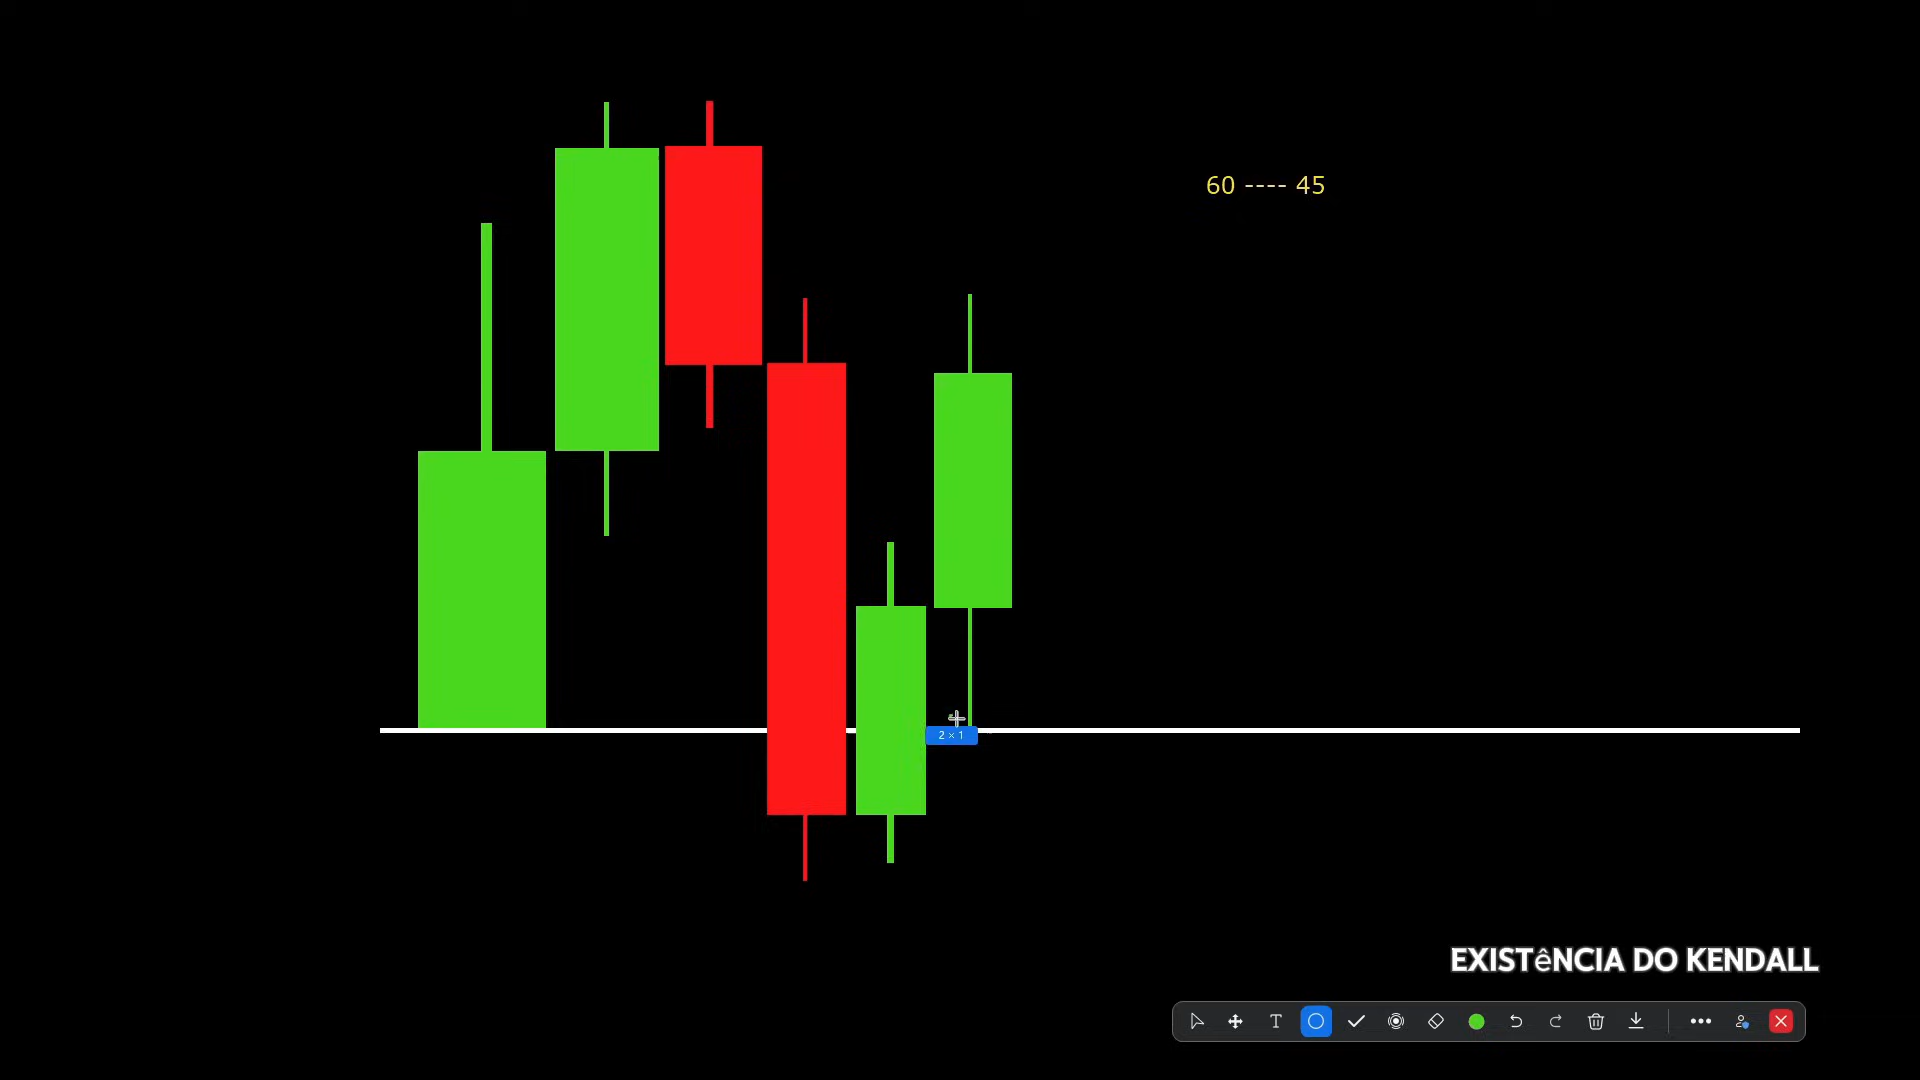 60 ---- 45
2 × 1
EXISTêNCIA DO KENDALL
T